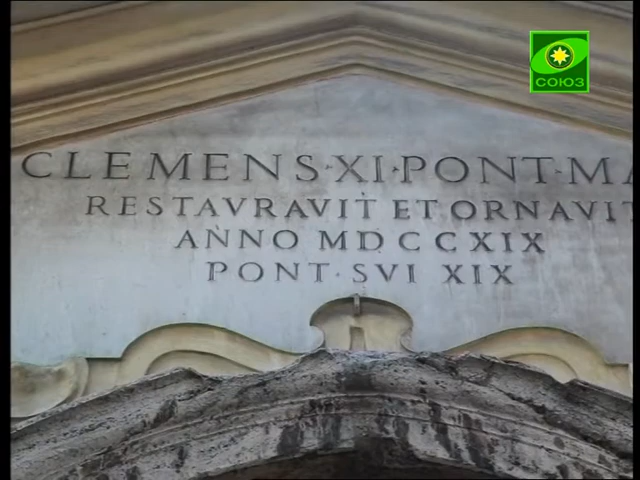 СОЮЗ
CLEMENS·XI·PONT·MA
RESTAVRAVIT ET ORNAVIT
ANNO MDCCXIX
PONT·SVI XIX